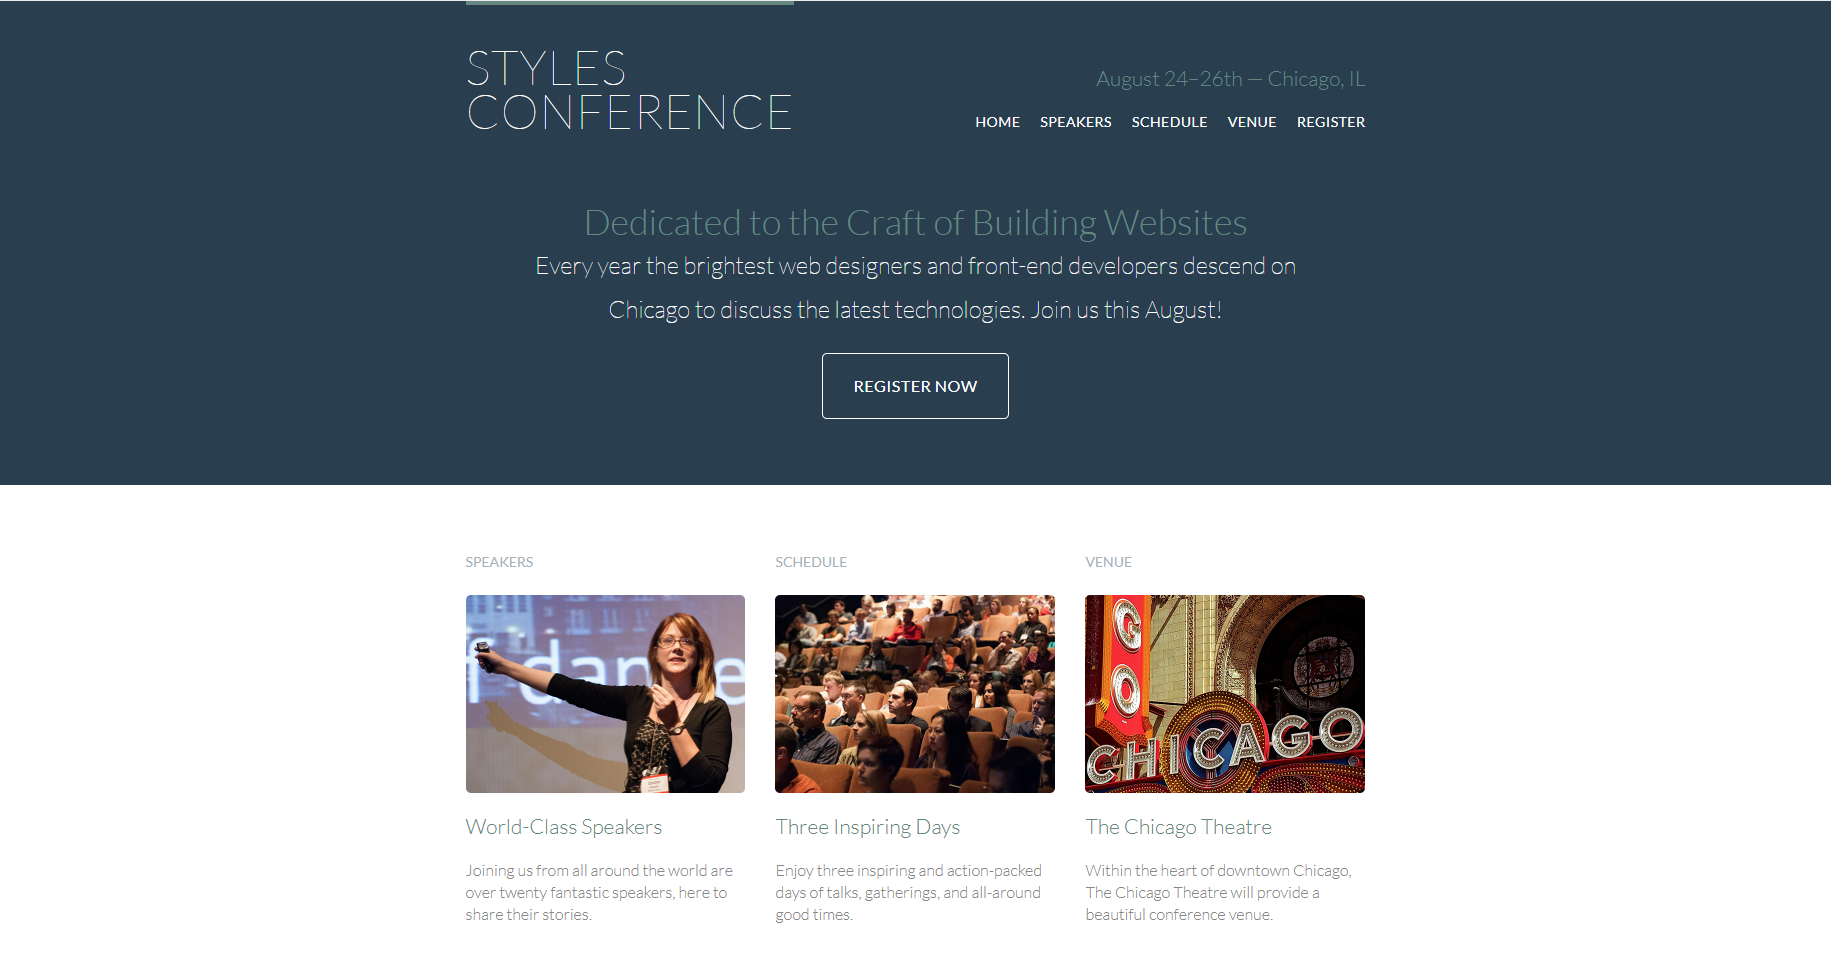 STYLES
CONFERENCE
August 24–26th — Chicago, IL
HOME SPEAKERS SCHEDULE VENUE REGISTER
Dedicated to the Craft of Building Websites
Every year the brightest web designers and front-end developers descend on
Chicago to discuss the latest technologies. Join us this August!
REGISTER NOW
SPEAKERS
f dance
World-Class Speakers
Joining us from all around the world are
over twenty fantastic speakers, here to
share their stories.
SCHEDULE
Three Inspiring Days
Enjoy three inspiring and action-packed
days of talks, gatherings, and all-around
good times.
VENUE
GO
CHICAGO
The Chicago Theatre
Within the heart of downtown Chicago,
The Chicago Theatre will provide a
beautiful conference venue.